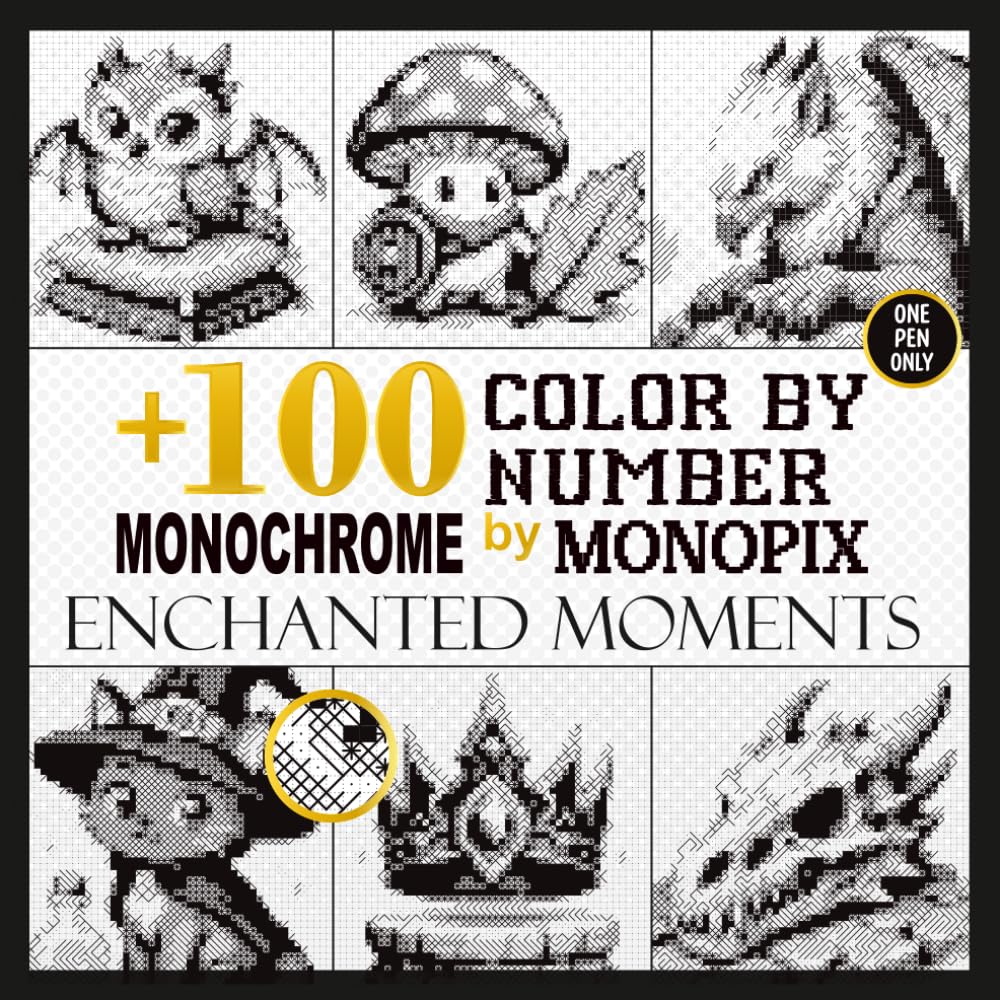 ONE
PEN
ONLY
+100
MONOCHROME
COLOR BY
NUMBER
by MONOPIX
ENCHANTED MOMENTS